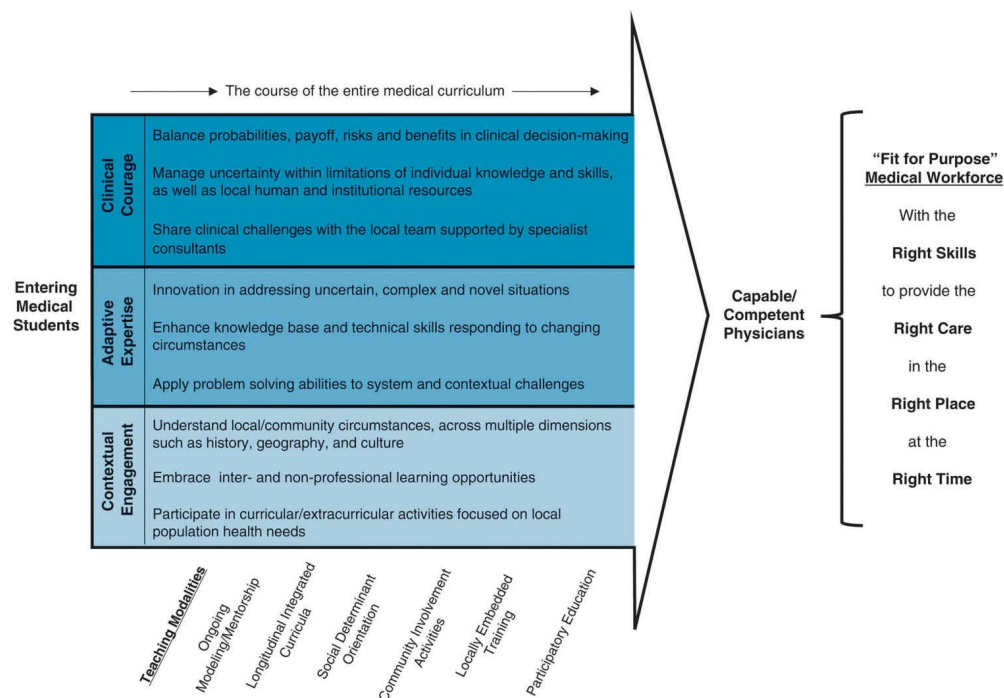 The course of the entire medical curriculum
Entering
Medical
Students
Clinical
Courage
Balance probabilities, payoff, risks and benefits in clinical decision-making
Manage uncertainty within limitations of individual knowledge and skills,
as well as local human and institutional resources
Share clinical challenges with the local team supported by specialist
consultants
Adaptive
Expertise
Innovation in addressing uncertain, complex and novel situations
Enhance knowledge base and technical skills responding to changing
circumstances
Apply problem solving abilities to system and contextual challenges
Contextual
Engagement
Understand local/community circumstances, across multiple dimensions
such as history, geography, and culture
Embrace inter- and non-professional learning opportunities
Participate in curricular/extracurricular activities focused on local
population health needs
Teaching Modalities
Ongoing
Modeling/Mentorship
Longitudinal Integrated
Curricula
Social Determinant
Orientation
Community Involvement
Activities
Locally Embedded
Training
Participatory Education
Capable/
Competent
Physicians
“Fit for Purpose”
Medical Workforce
With the
Right Skills
to provide the
Right Care
in the
Right Place
at the
Right Time